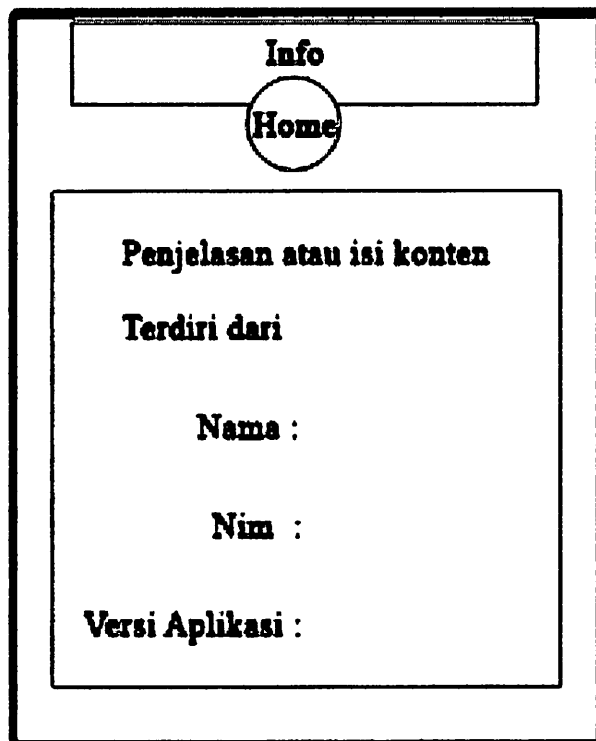 Info
Home
Penjelasan atau isi konten
Terdiri dari
Nama :
Nim :
Versi Aplikasi :